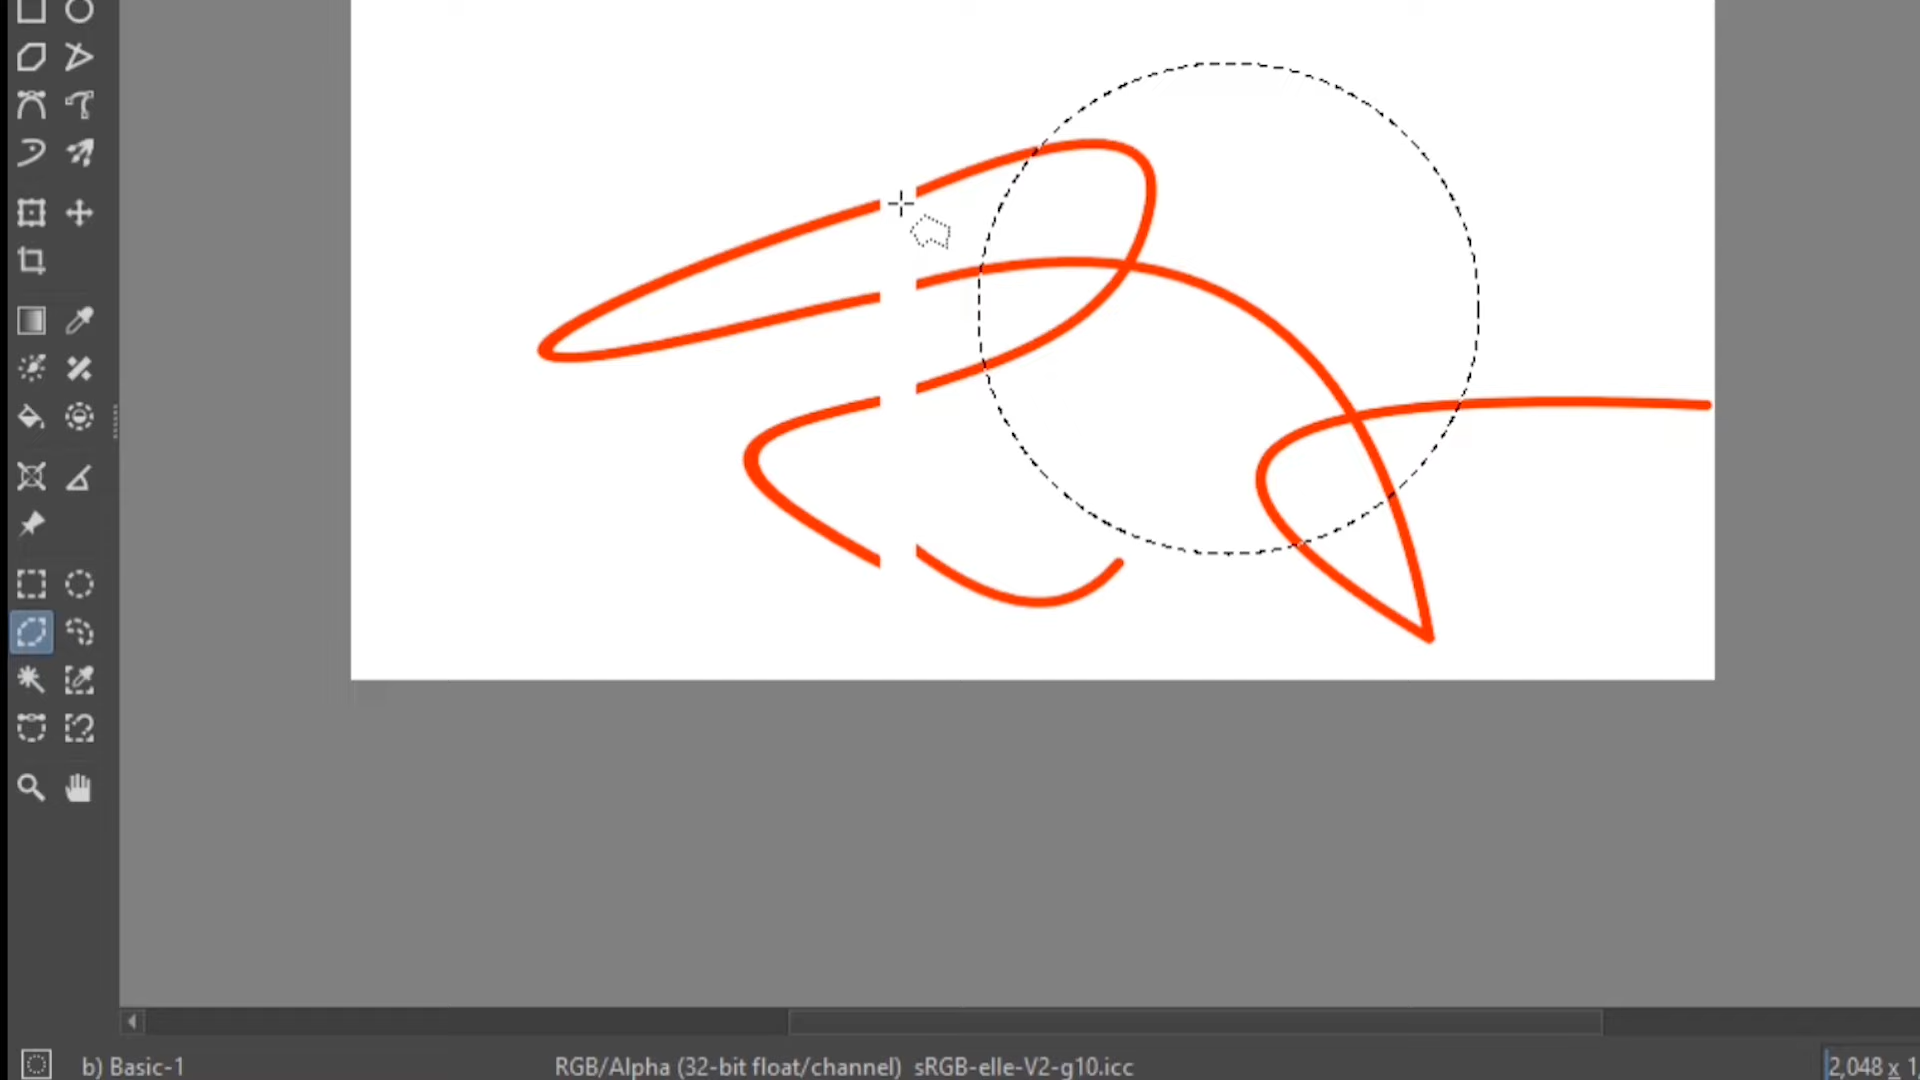 b) Basic-1
RGB/Alpha (32-bit float/channel) sRGB-elle-V2-g10.icc
2,048 x 1,